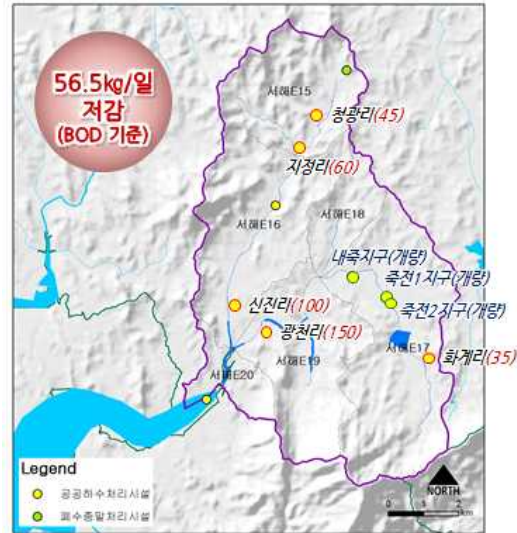 56.5kg/일
저감
(BOD 기준)
서해E15
청광리(45)
지정리(60)
서해E16
서해E18
내죽지구(개량)
죽전1지구(개량)
죽전2지구(개량)
신진리(100)
광천리(150)
서해E17
서해E19
화계리(35)
서해E20
Legend
공공하수처리시설
폐수종말처리시설
NORTH
0 1 2
km